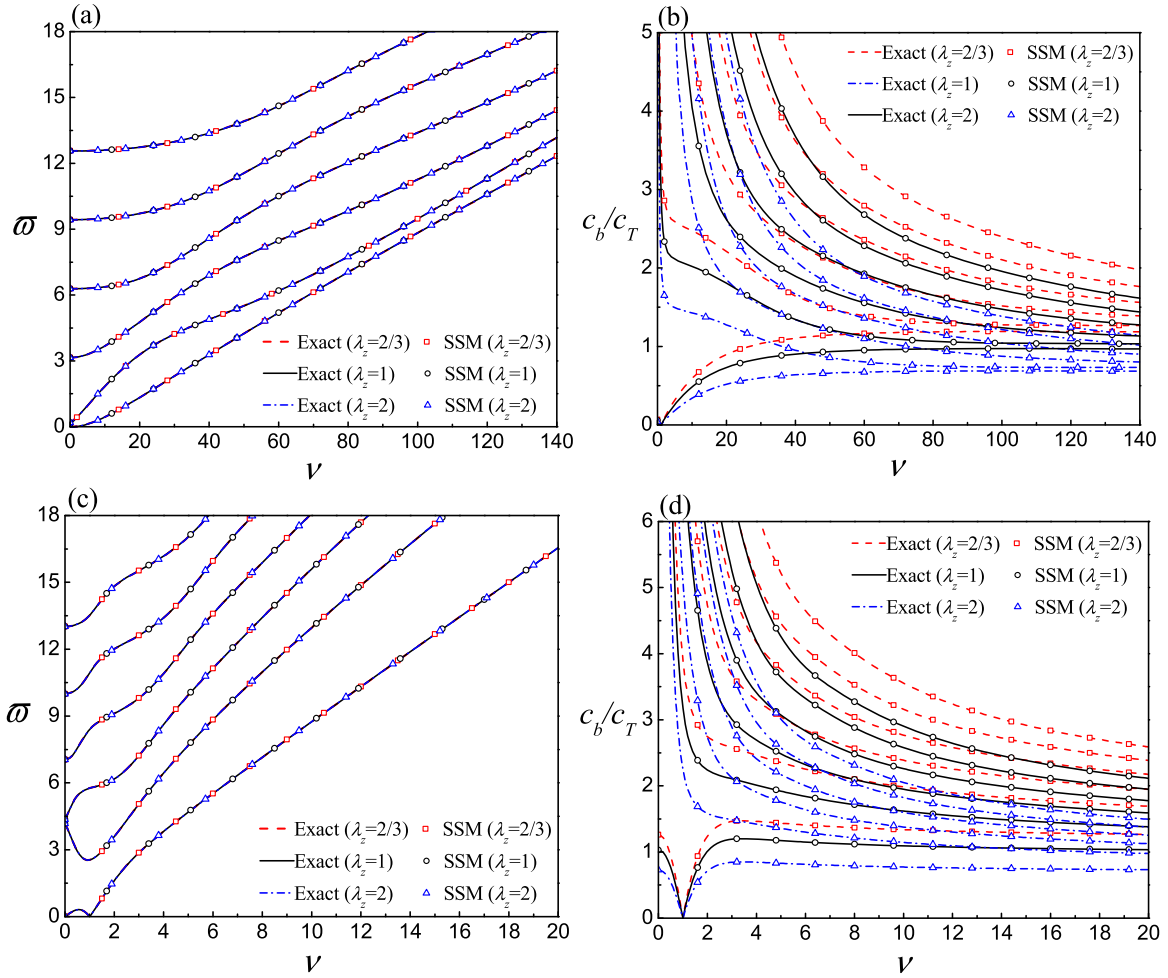 (a)
18
15
12
9
6
3
0
ϖ
0 20 40 60 80 100 120 140
ν
Exact (λz=2/3) SSM (λz=2/3)
Exact (λz=1) SSM (λz=1)
Exact (λz=2) SSM (λz=2)
(b)
5
4
3
2
1
0
cb/cT
0 20 40 60 80 100 120 140
ν
Exact (λz=2/3) SSM (λz=2/3)
Exact (λz=1) SSM (λz=1)
Exact (λz=2) SSM (λz=2)
(c)
18
15
12
9
6
3
0
ϖ
0 2 4 6 8 10 12 14 16 18 20
ν
Exact (λz=2/3) SSM (λz=2/3)
Exact (λz=1) SSM (λz=1)
Exact (λz=2) SSM (λz=2)
(d)
6
5
4
3
2
1
0
cb/cT
0 2 4 6 8 10 12 14 16 18 20
ν
Exact (λz=2/3) SSM (λz=2/3)
Exact (λz=1) SSM (λz=1)
Exact (λz=2) SSM (λz=2)